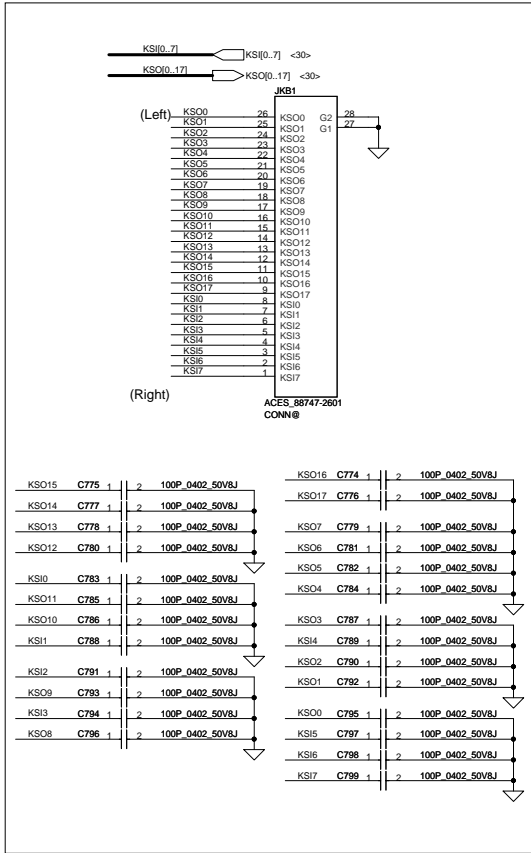 KSI[0..7] KSI[0..7] <30>
KSO[0..17] KSO[0..17] <30>
JKB1
(Left) KSO0 26 KSO0 G2 28
KSO1 25 KSO1 G1 27
KSO2 24 KSO2
KSO3 23 KSO3
KSO4 22 KSO4
KSO5 21 KSO5
KSO6 20 KSO6
KSO7 19 KSO7
KSO8 18 KSO8
KSO9 17 KSO9
KSO10 16 KSO10
KSO11 15 KSO11
KSO12 14 KSO12
KSO13 13 KSO13
KSO14 12 KSO14
KSO15 11 KSO15
KSO16 10 KSO16
KSO17 9 KSO17
KSI0 8 KSI0
KSI1 7 KSI1
KSI2 6 KSI2
KSI3 5 KSI3
KSI4 4 KSI4
KSI5 3 KSI5
KSI6 2 KSI6
KSI7 1 KSI7
(Right)
ACES_88747-2601
CONN@
KSO15 C775 1 2 100P_0402_50V8J
KSO14 C777 1 2 100P_0402_50V8J
KSO13 C778 1 2 100P_0402_50V8J
KSO12 C780 1 2 100P_0402_50V8J
KSI0 C783 1 2 100P_0402_50V8J
KSO11 C785 1 2 100P_0402_50V8J
KSO10 C786 1 2 100P_0402_50V8J
KSI1 C788 1 2 100P_0402_50V8J
KSI2 C791 1 2 100P_0402_50V8J
KSO9 C793 1 2 100P_0402_50V8J
KSI3 C794 1 2 100P_0402_50V8J
KSO8 C796 1 2 100P_0402_50V8J
KSO16 C774 1 2 100P_0402_50V8J
KSO17 C776 1 2 100P_0402_50V8J
KSO7 C779 1 2 100P_0402_50V8J
KSO6 C781 1 2 100P_0402_50V8J
KSO5 C782 1 2 100P_0402_50V8J
KSO4 C784 1 2 100P_0402_50V8J
KSO3 C787 1 2 100P_0402_50V8J
KSI4 C789 1 2 100P_0402_50V8J
KSO2 C790 1 2 100P_0402_50V8J
KSO1 C792 1 2 100P_0402_50V8J
KSO0 C795 1 2 100P_0402_50V8J
KSI5 C797 1 2 100P_0402_50V8J
KSI6 C798 1 2 100P_0402_50V8J
KSI7 C799 1 2 100P_0402_50V8J